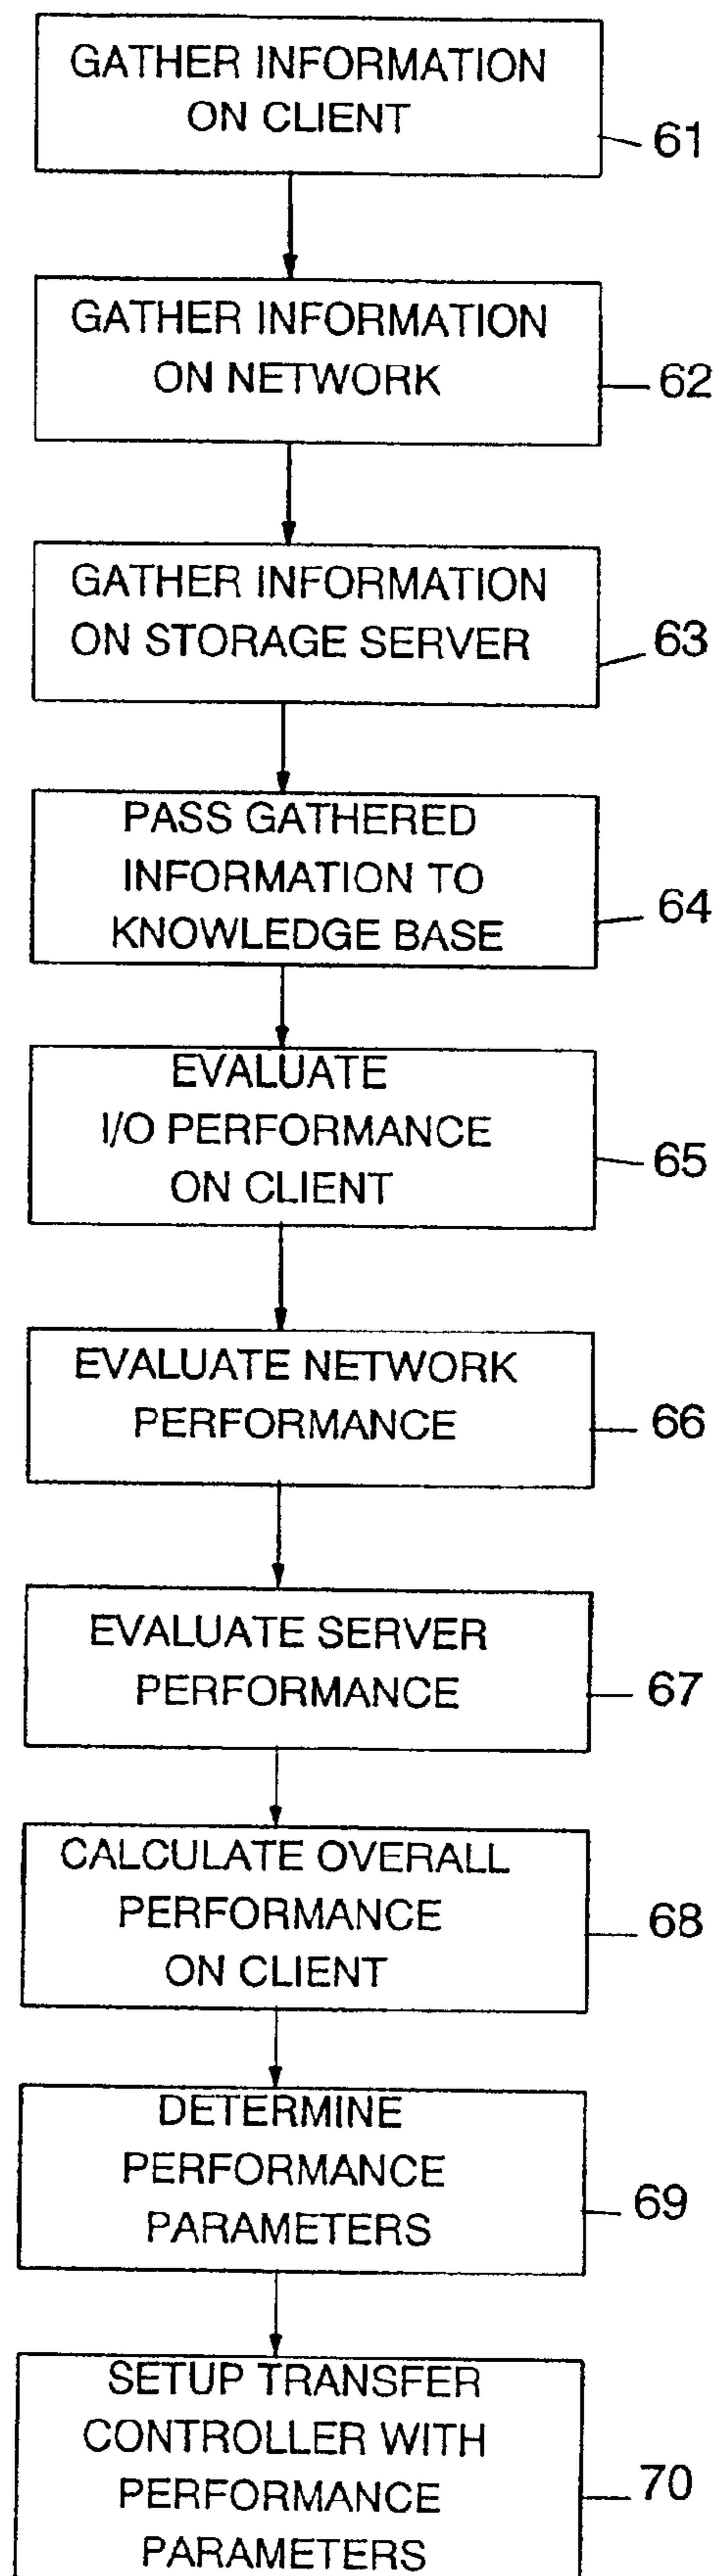 GATHER INFORMATION
ON CLIENT
61
GATHER INFORMATION
ON NETWORK
62
GATHER INFORMATION
ON STORAGE SERVER
63
PASS GATHERED
INFORMATION TO
KNOWLEDGE BASE
64
EVALUATE
I/O PERFORMANCE
ON CLIENT
65
EVALUATE NETWORK
PERFORMANCE
66
EVALUATE SERVER
PERFORMANCE
67
CALCULATE OVERALL
PERFORMANCE
ON CLIENT
68
DETERMINE
PERFORMANCE
PARAMETERS
69
SETUP TRANSFER
CONTROLLER WITH
PERFORMANCE
PARAMETERS
70